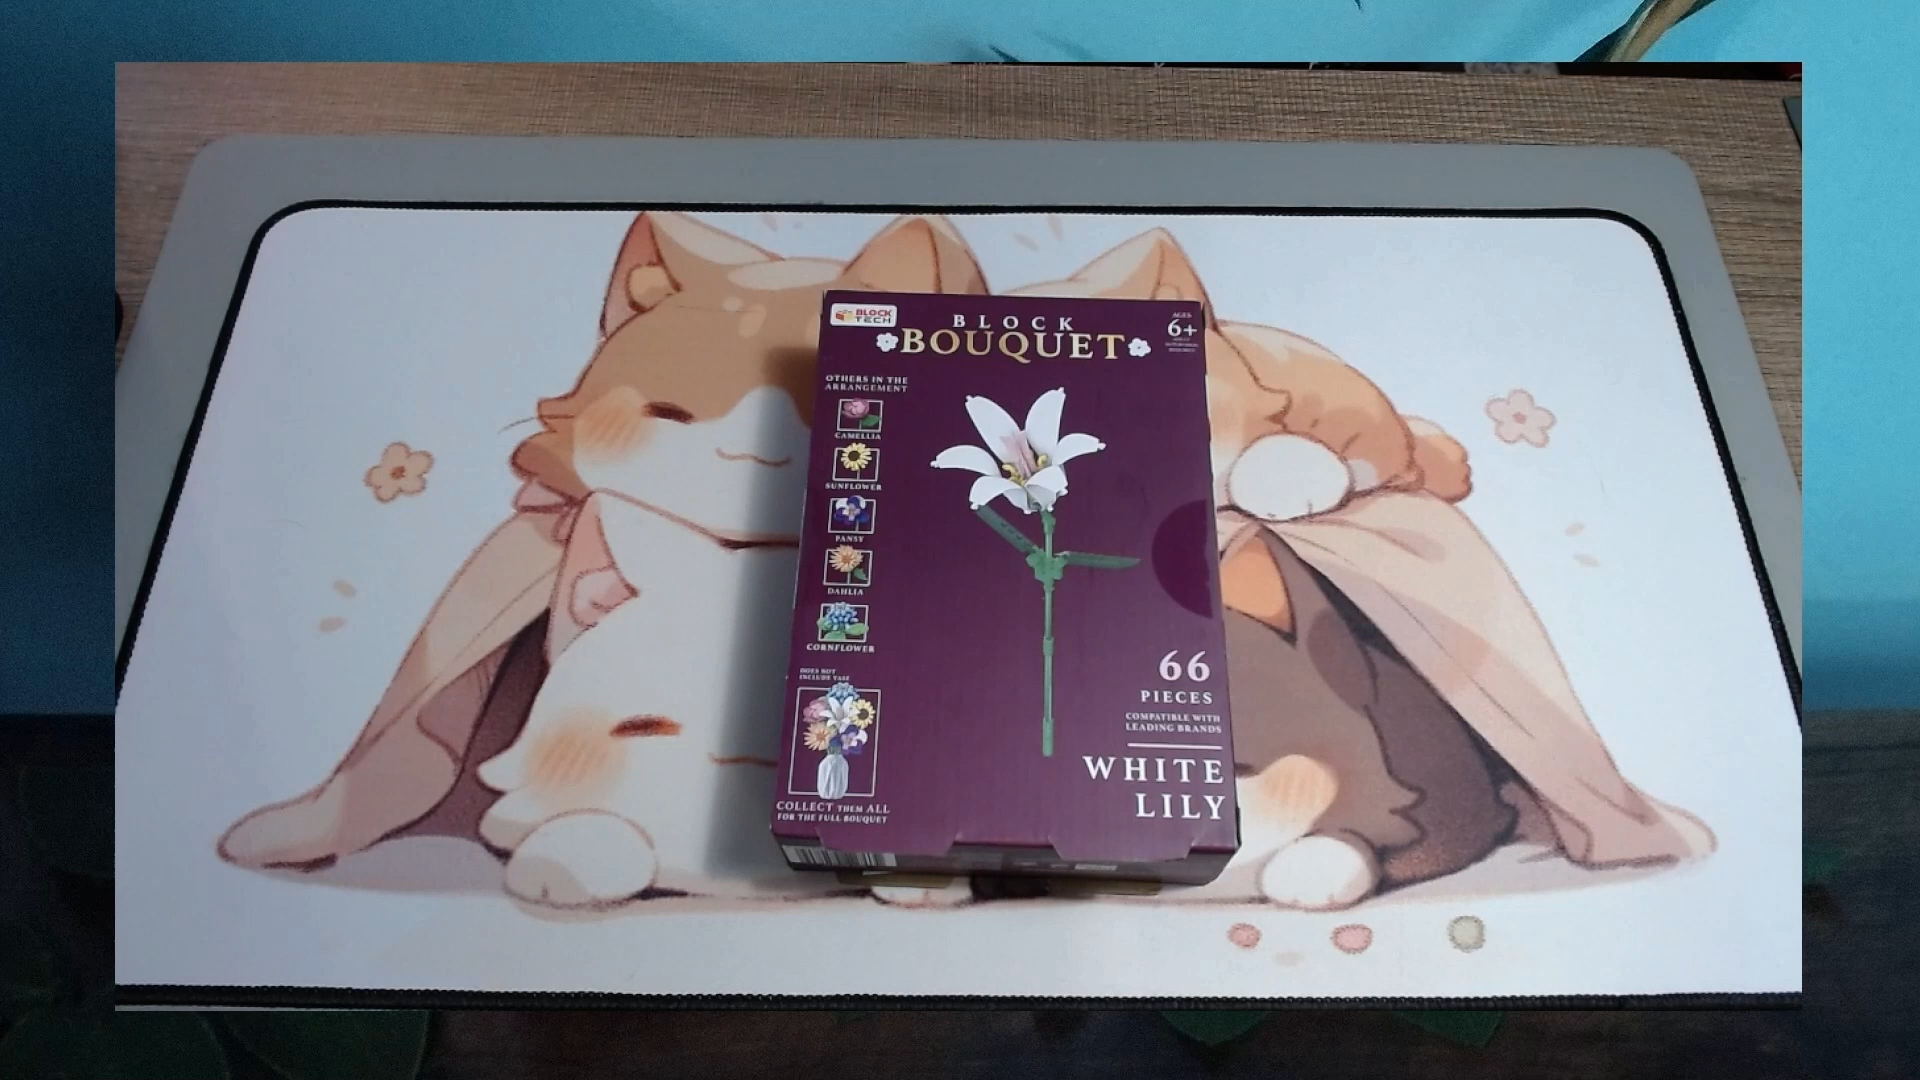 BLOCK
TECH
BLOCK
BOUQUET
AGES
6+
OTHERS IN THE
ARRANGEMENT
CAMELLIA
SUNFLOWER
PANSY
DAHLIA
CORNFLOWER
DOES NOT
INCLUDE VASE
COLLECT THEM ALL
FOR THE FULL BOUQUET
66
PIECES
COMPATIBLE WITH
LEADING BRANDS
WHITE
LILY